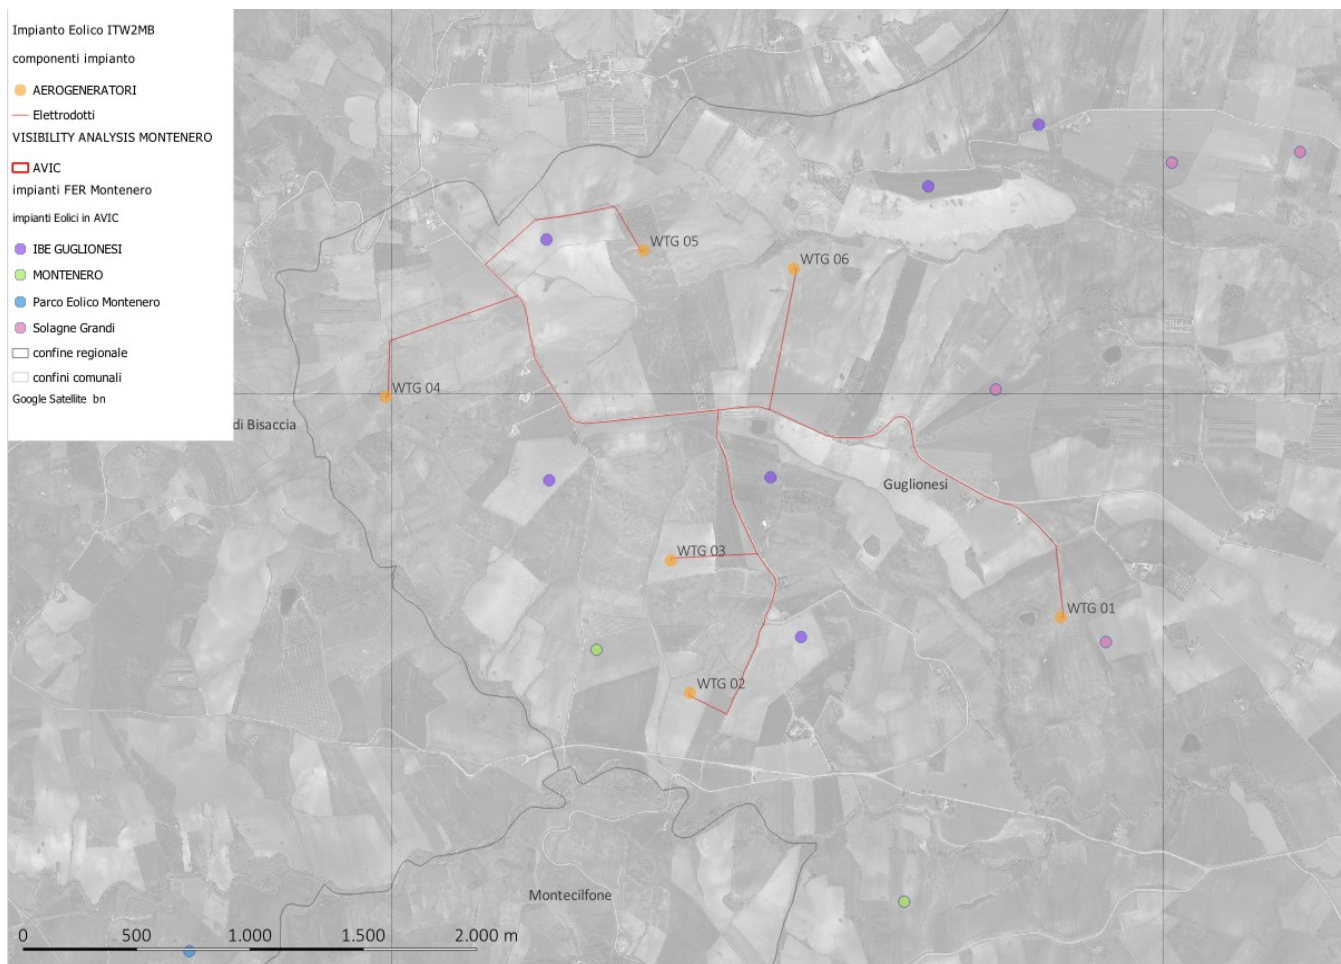 Impianto Eolico ITW2MB
componenti impianto
AEROGENERATORI
Elettrodotti
VISIBILITY ANALYSIS MONTENERO
AVIC
impianti FER Montenero
impianti Eolici in AVIC
IBE GUGLIONESI
MONTENERO
Parco Eolico Montenero
Solagne Grandi
confine regionale
confini comunali
Google Satellite bn
WTG 05
WTG 06
WTG 04
di Bisaccia
Guglionesi
WTG 03
WTG 01
WTG 02
Montecilfone
0 500 1.000 1.500 2.000 m